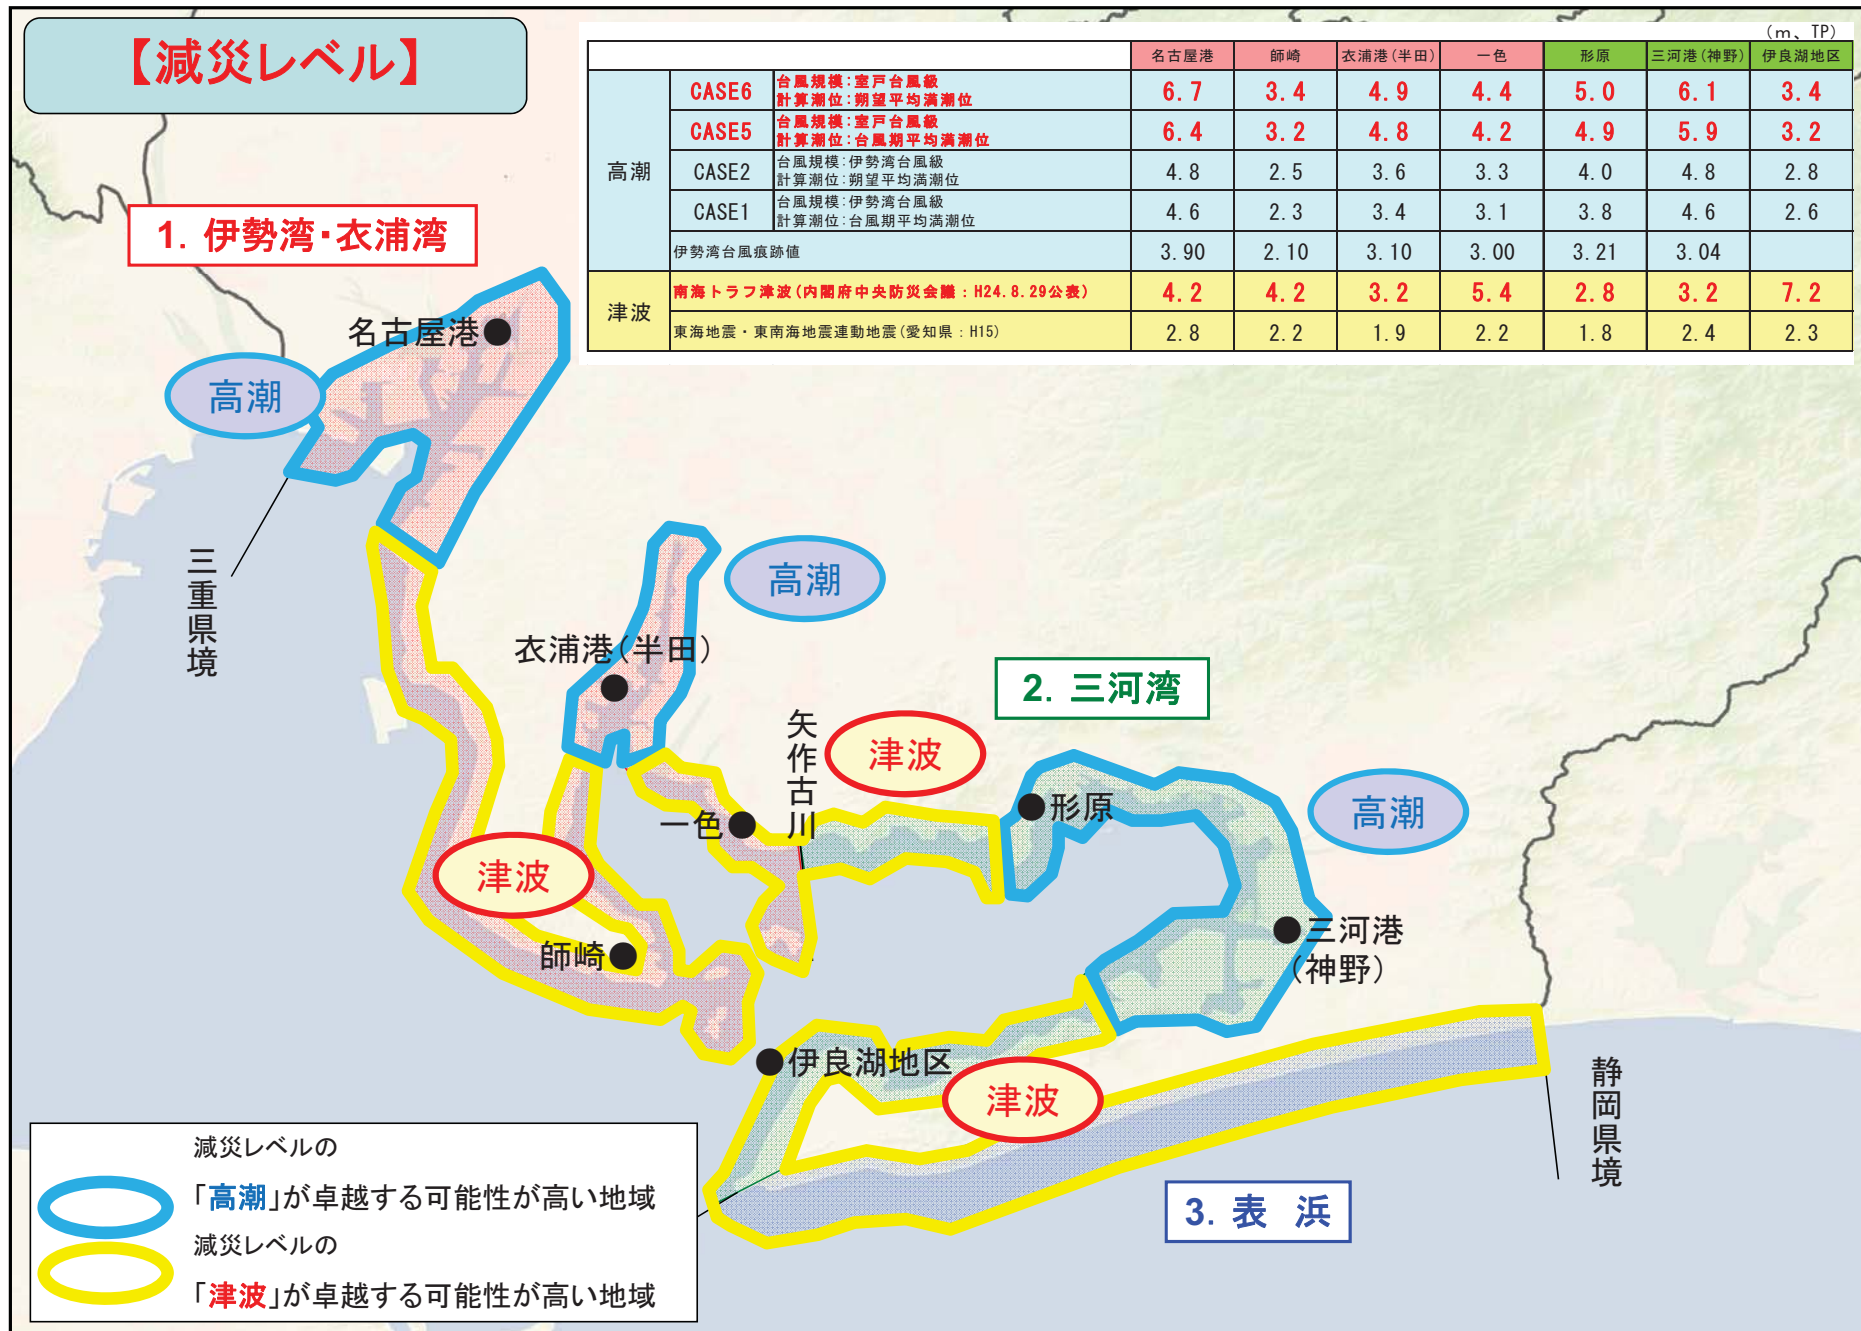 【減災レベル】
(m、TP)
名古屋港 師崎 衣浦港(半田) 一色 形原 三河港(神野) 伊良湖地区
高潮
CASE6 台風規模:室戸台風級 6.7 3.4 4.9 4.4 5.0 6.1 3.4
計算潮位:朔望平均満潮位
CASE5 台風規模:室戸台風級 6.4 3.2 4.8 4.2 4.9 5.9 3.2
計算潮位:台風期平均満潮位
CASE2 台風規模:伊勢湾台風級 4.8 2.5 3.6 3.3 4.0 4.8 2.8
計算潮位:朔望平均満潮位
CASE1 台風規模:伊勢湾台風級 4.6 2.3 3.4 3.1 3.8 4.6 2.6
計算潮位:台風期平均満潮位
伊勢湾台風痕跡値 3.90 2.10 3.10 3.00 3.21 3.04
津波
南海トラフ津波(内閣府中央防災会議:H24.8.29公表) 4.2 4.2 3.2 5.4 2.8 3.2 7.2
東海地震・東南海地震連動地震(愛知県:H15) 2.8 2.2 1.9 2.2 1.8 2.4 2.3
1. 伊勢湾・衣浦湾
名古屋港
高潮
三重県境
高潮
衣浦港(半田)
2. 三河湾
矢作古川
津波
形原
高潮
一色
津波
師崎
三河港
(神野)
伊良湖地区
津波
静岡県境
3. 表 浜
減災レベルの
「高潮」が卓越する可能性が高い地域
減災レベルの
「津波」が卓越する可能性が高い地域